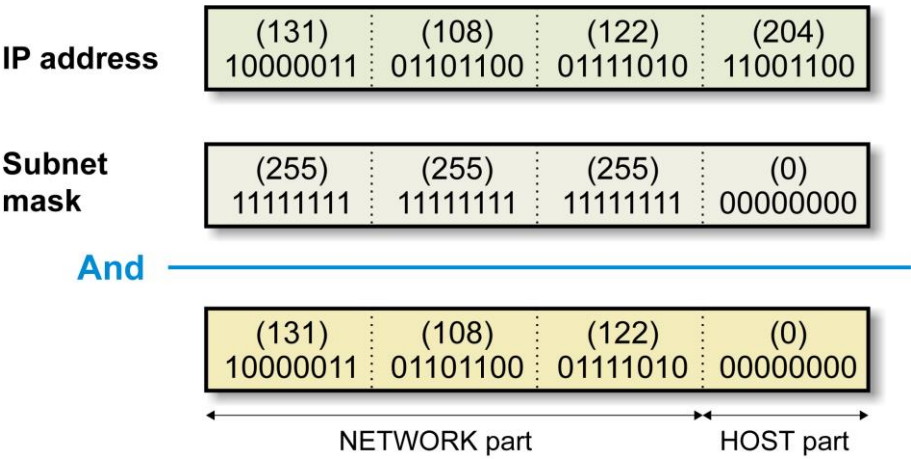 IP address
(131) (108) (122) (204)
10000011 01101100 01111010 11001100
Subnet
mask
(255) (255) (255) (0)
11111111 11111111 11111111 00000000
And
(131) (108) (122) (0)
10000011 01101100 01111010 00000000
NETWORK part HOST part